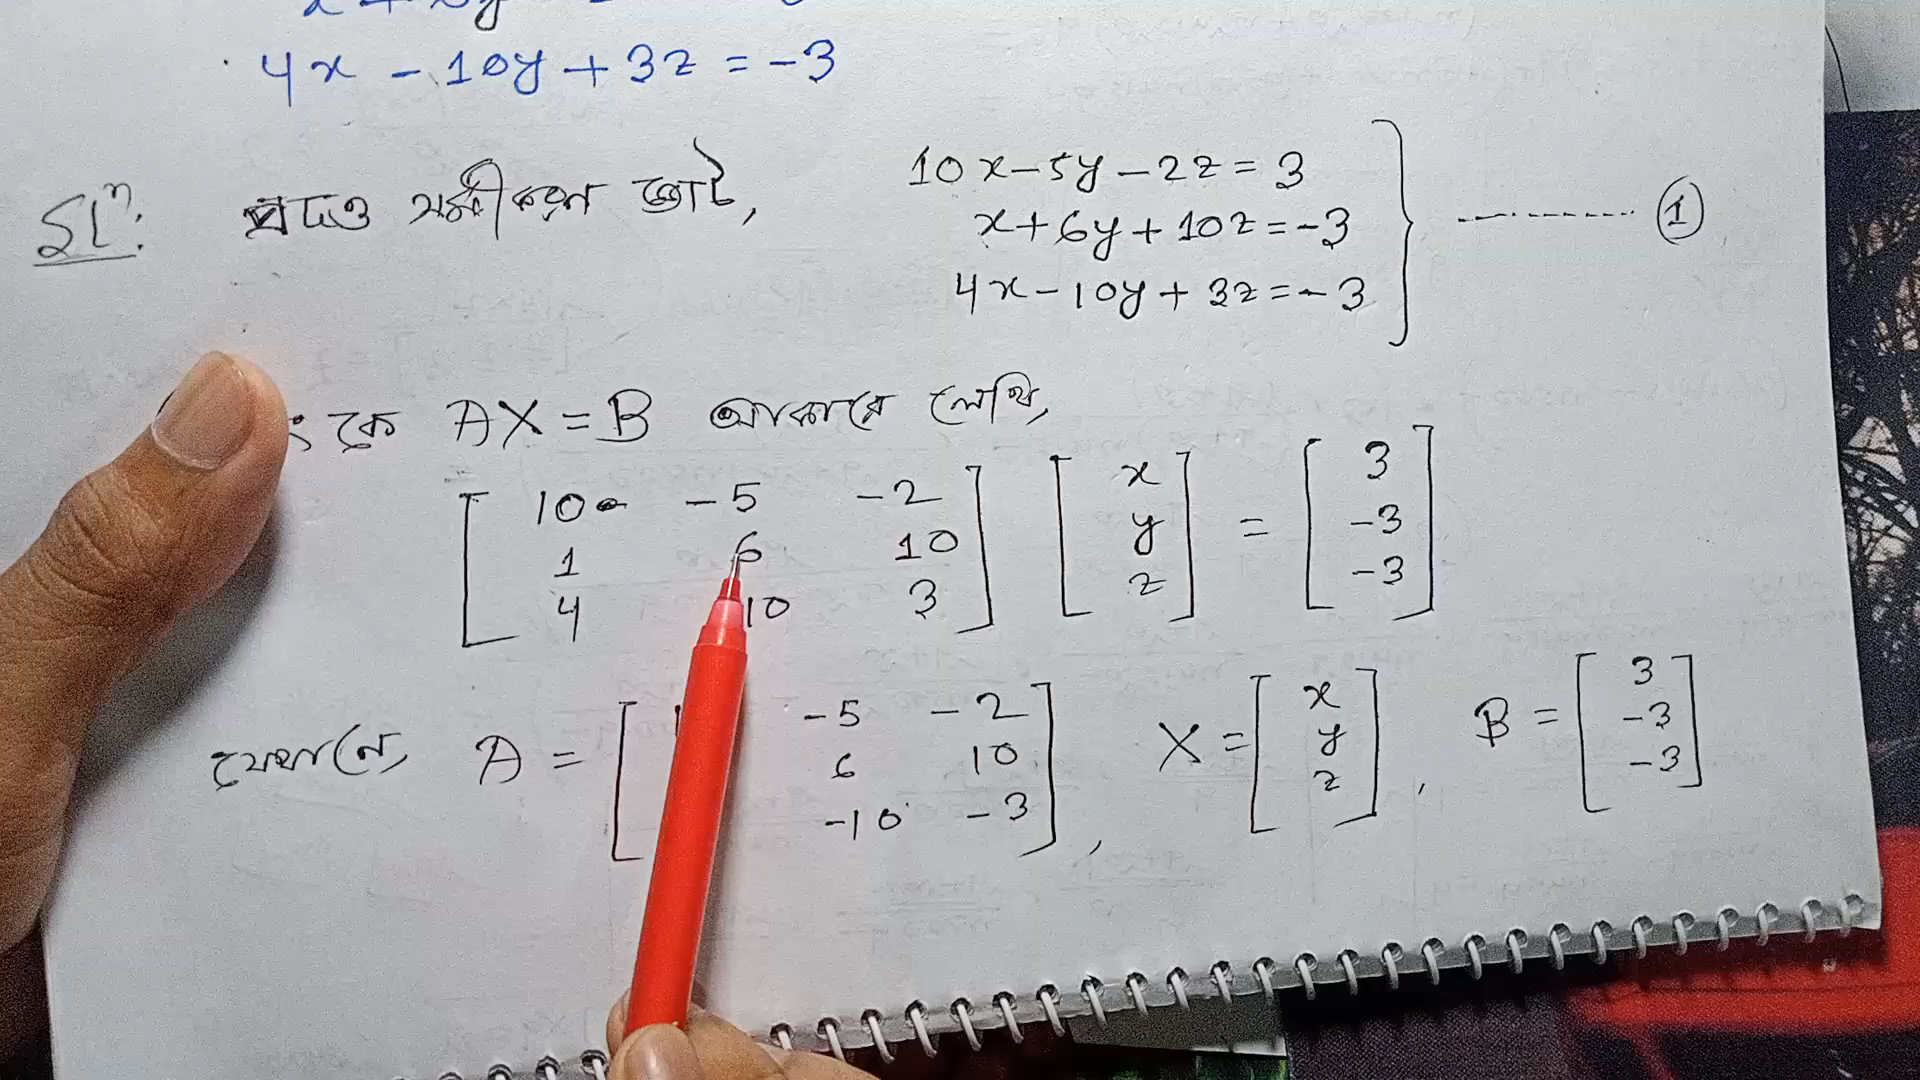 4x - 10y + 3z = -3
Solⁿ: প্রদত্ত সমীকরণ জোট, 10x - 5y - 2z = 3
x + 6y + 10z = -3
4x - 10y + 3z = -3 } ------------ ①
ং কে AX = B আকারে লেখি,
[ 10 -5 -2 ] [ x ] = [ 3 ]
[ 1 6 10 ] [ y ] [ -3 ]
[ 4 10 3 ] [ z ] [ -3 ]
যেখানে, A = [ -5 -2 ], X = [ x ], B = [ 3 ]
[ 6 10 ] [ y ] [ -3 ]
[ -10 -3 ] [ z ] [ -3 ]